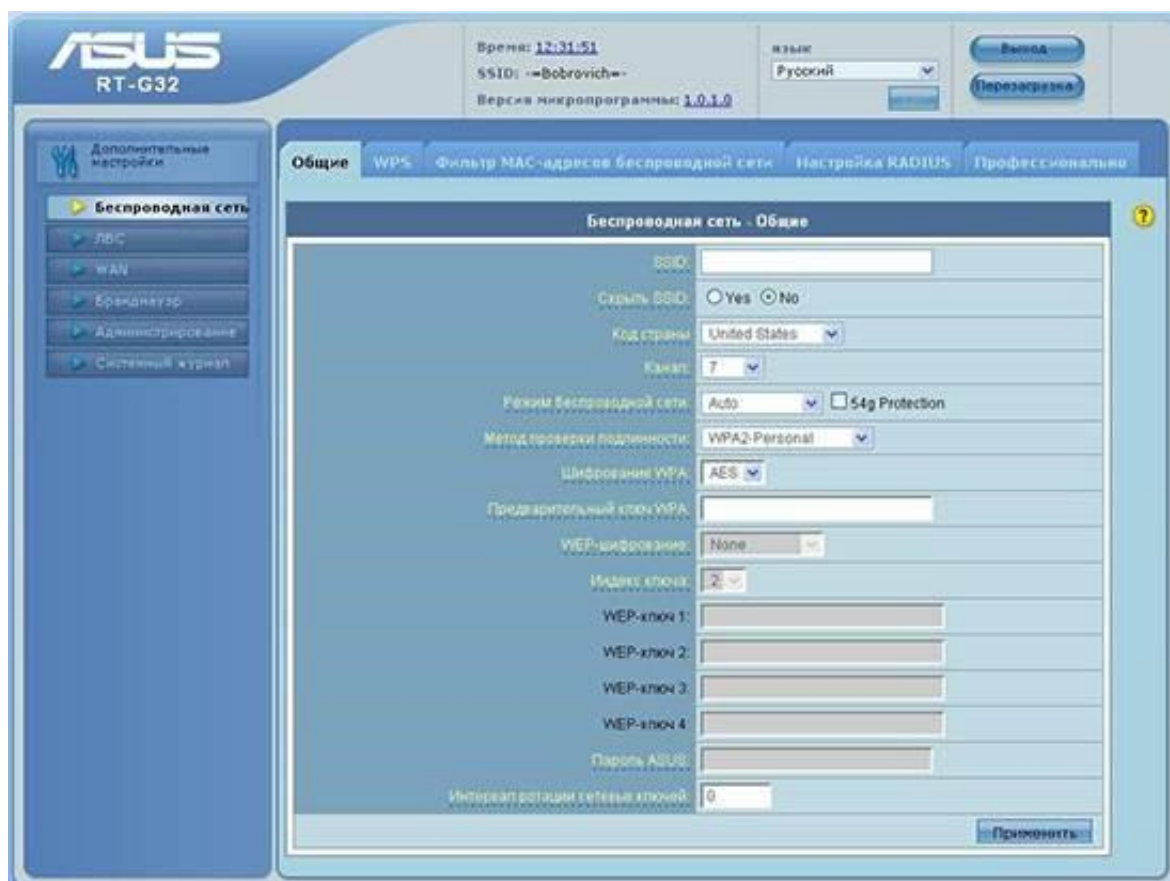 ASUS
RT-G32
Время: 12:31:51
SSID: -=Bobrovich=-
Версия микропрограммы: 1.0.1.0
язык
Русский
Выход
Перезагрузка
Дополнительные
настройки
Беспроводная сеть
ЛВС
WAN
Брандмауэр
Администрирование
Системный журнал
Общие WPS Фильтр MAC-адресов беспроводной сети Настройка RADIUS Профессионально
Беспроводная сеть - Общие
SSID:
Скрыть SSID: Yes No
Код страны United States
Канал: 7
Режим беспроводной сети: Auto 54g Protection
Метод проверки подлинности: WPA2-Personal
Шифрование WPA: AES
Предварительный ключ WPA:
WEP-шифрование: None
Индекс ключа: 2
WEP-ключ 1:
WEP-ключ 2:
WEP-ключ 3:
WEP-ключ 4:
Пароль ASUS:
Интервал ротации сетевых ключей: 0
Применить